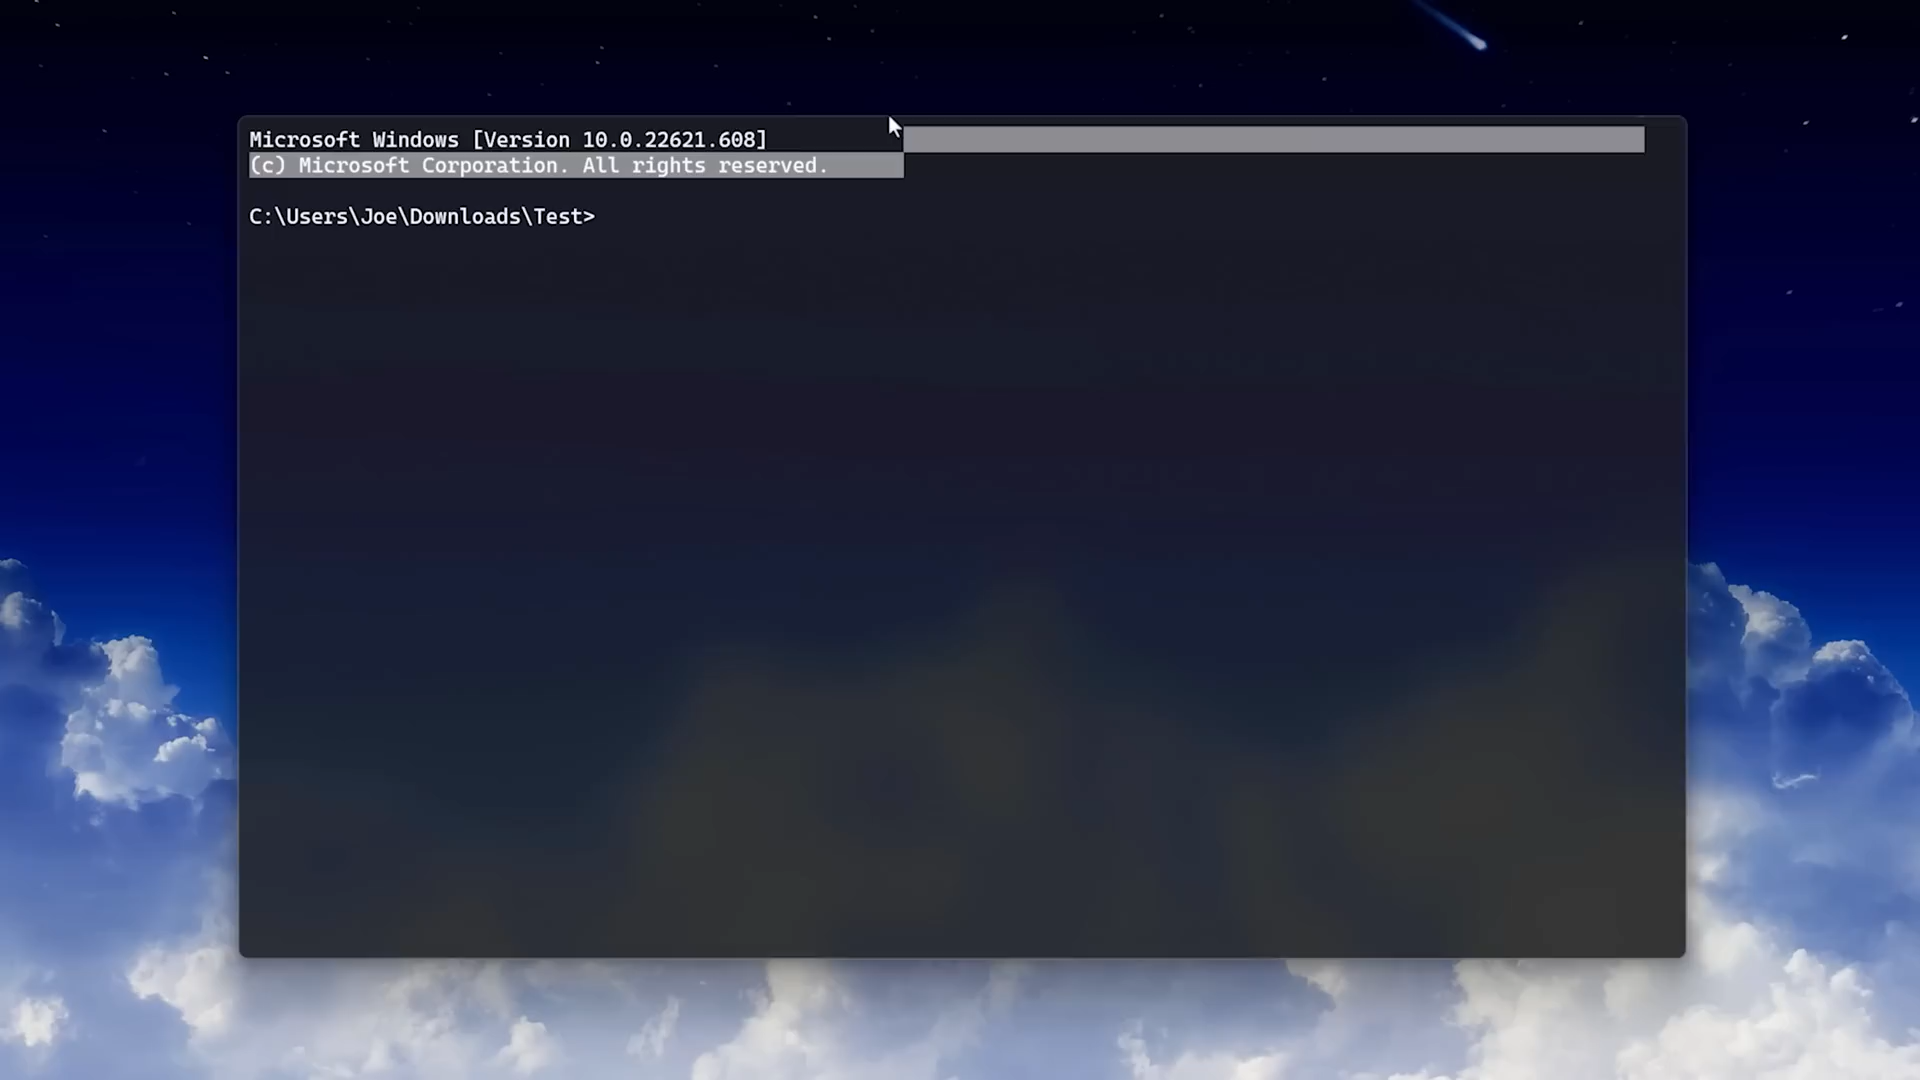 Microsoft Windows [Version 10.0.22621.608]
(c) Microsoft Corporation. All rights reserved.
C:\Users\Joe\Downloads\Test>